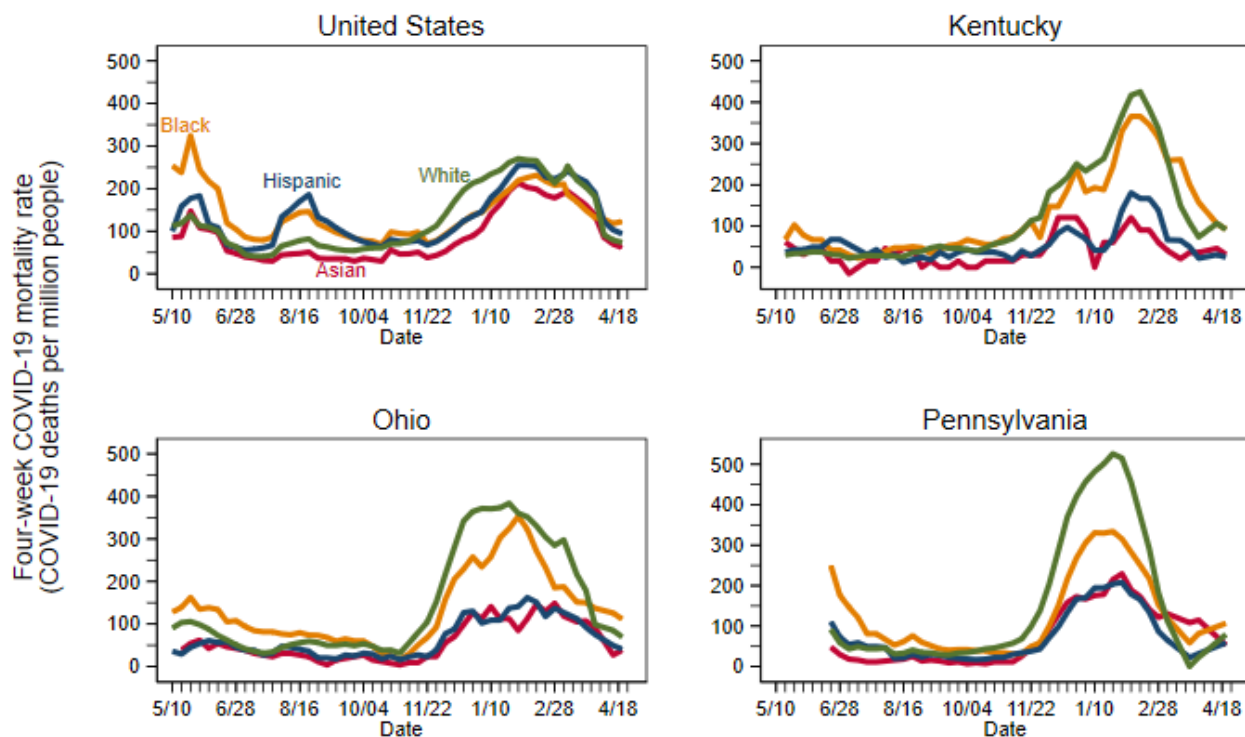 United States
Kentucky
500
400
300
200
100
0
Black
Hispanic
White
Asian
5/10 6/28 8/16 10/04 11/22 1/10 2/28 4/18
Date
500
400
300
200
100
0
5/10 6/28 8/16 10/04 11/22 1/10 2/28 4/18
Date
Four-week COVID-19 mortality rate
(COVID-19 deaths per million people)
Ohio
Pennsylvania
500
400
300
200
100
0
5/10 6/28 8/16 10/04 11/22 1/10 2/28 4/18
Date
500
400
300
200
100
0
5/10 6/28 8/16 10/04 11/22 1/10 2/28 4/18
Date